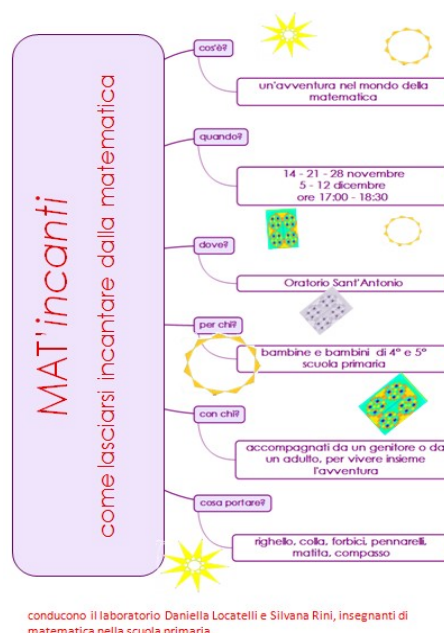 MAT'incanti
come lasciarsi incantare dalla matematica
cos'è?
un'avventura nel mondo della
matematica
quando?
14 - 21 - 28 novembre
5 - 12 dicembre
ore 17:00 - 18:30
dove?
Oratorio Sant'Antonio
per chi?
bambine e bambini di 4° e 5°
scuola primaria
con chi?
accompagnati da un genitore o da
un adulto, per vivere insieme
l'avventura
cosa portare?
righello, colla, forbici, pennarelli,
matita, compasso
conducono il laboratorio Daniella Locatelli e Silvana Rini, insegnanti di
matematica nella scuola primaria